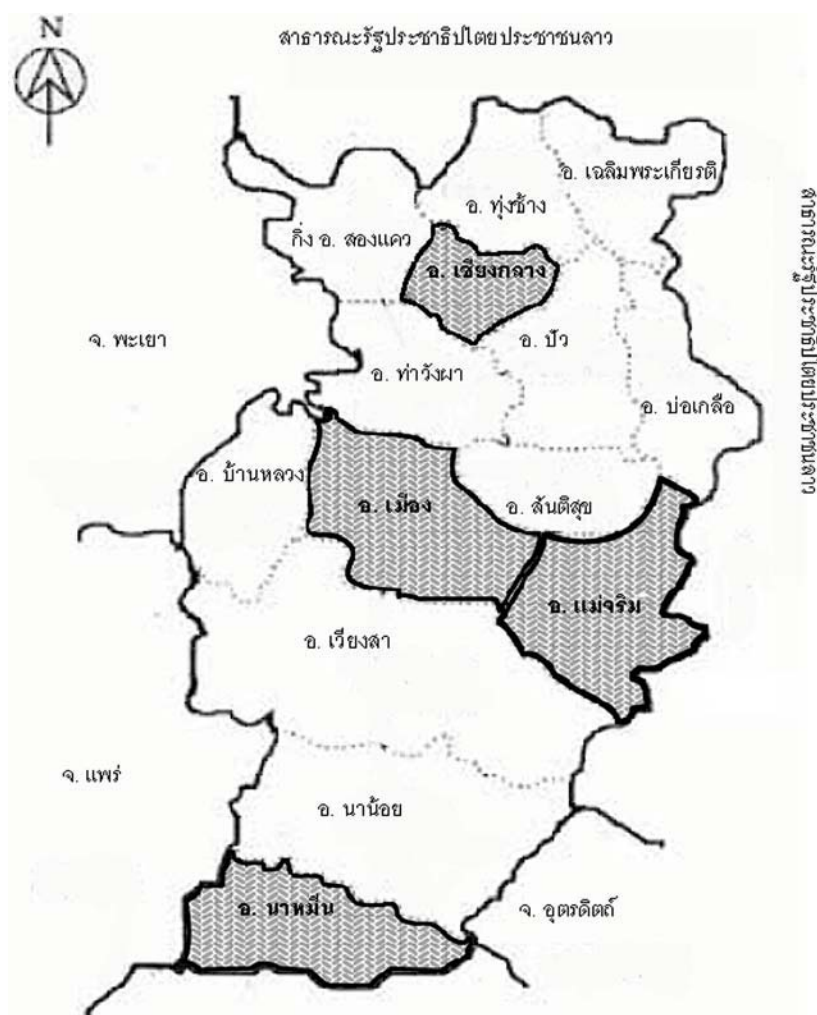 N
สาธารณะรัฐประชาธิปไตยประชาชนลาว
อ. เฉลิมพระเกียรติ
อ. ทุ่งช้าง
กิ่ง อ. สองแคว
อ. เชียงกลาง
สาธารณะรัฐประชาธิปไตยประชาชนลาว
จ. พะเยา
อ. ปัว
อ. ท่าวังผา
อ. บ่อเกลือ
อ. บ้านหลวง
อ. เมือง
อ. สันติสุข
อ. แม่จริม
อ. เวียงสา
จ. แพร่
อ. นาน้อย
อ. นาหมื่น
จ. อุตรดิตถ์